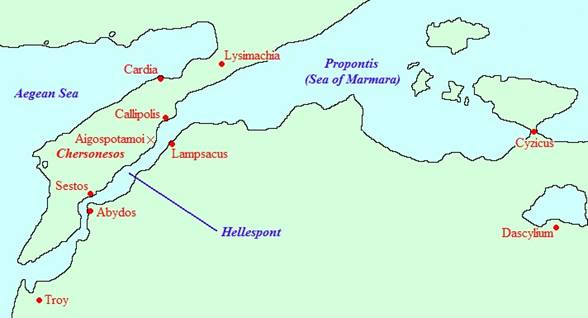 Lysimachia
Cardia
Propontis
(Sea of Marmara)
Aegean Sea
Callipolis
Aigospotamoi
Cyzicus
Chersonesos
Lampsacus
Sestos
Abydos
Hellespont
Dascylium
Troy